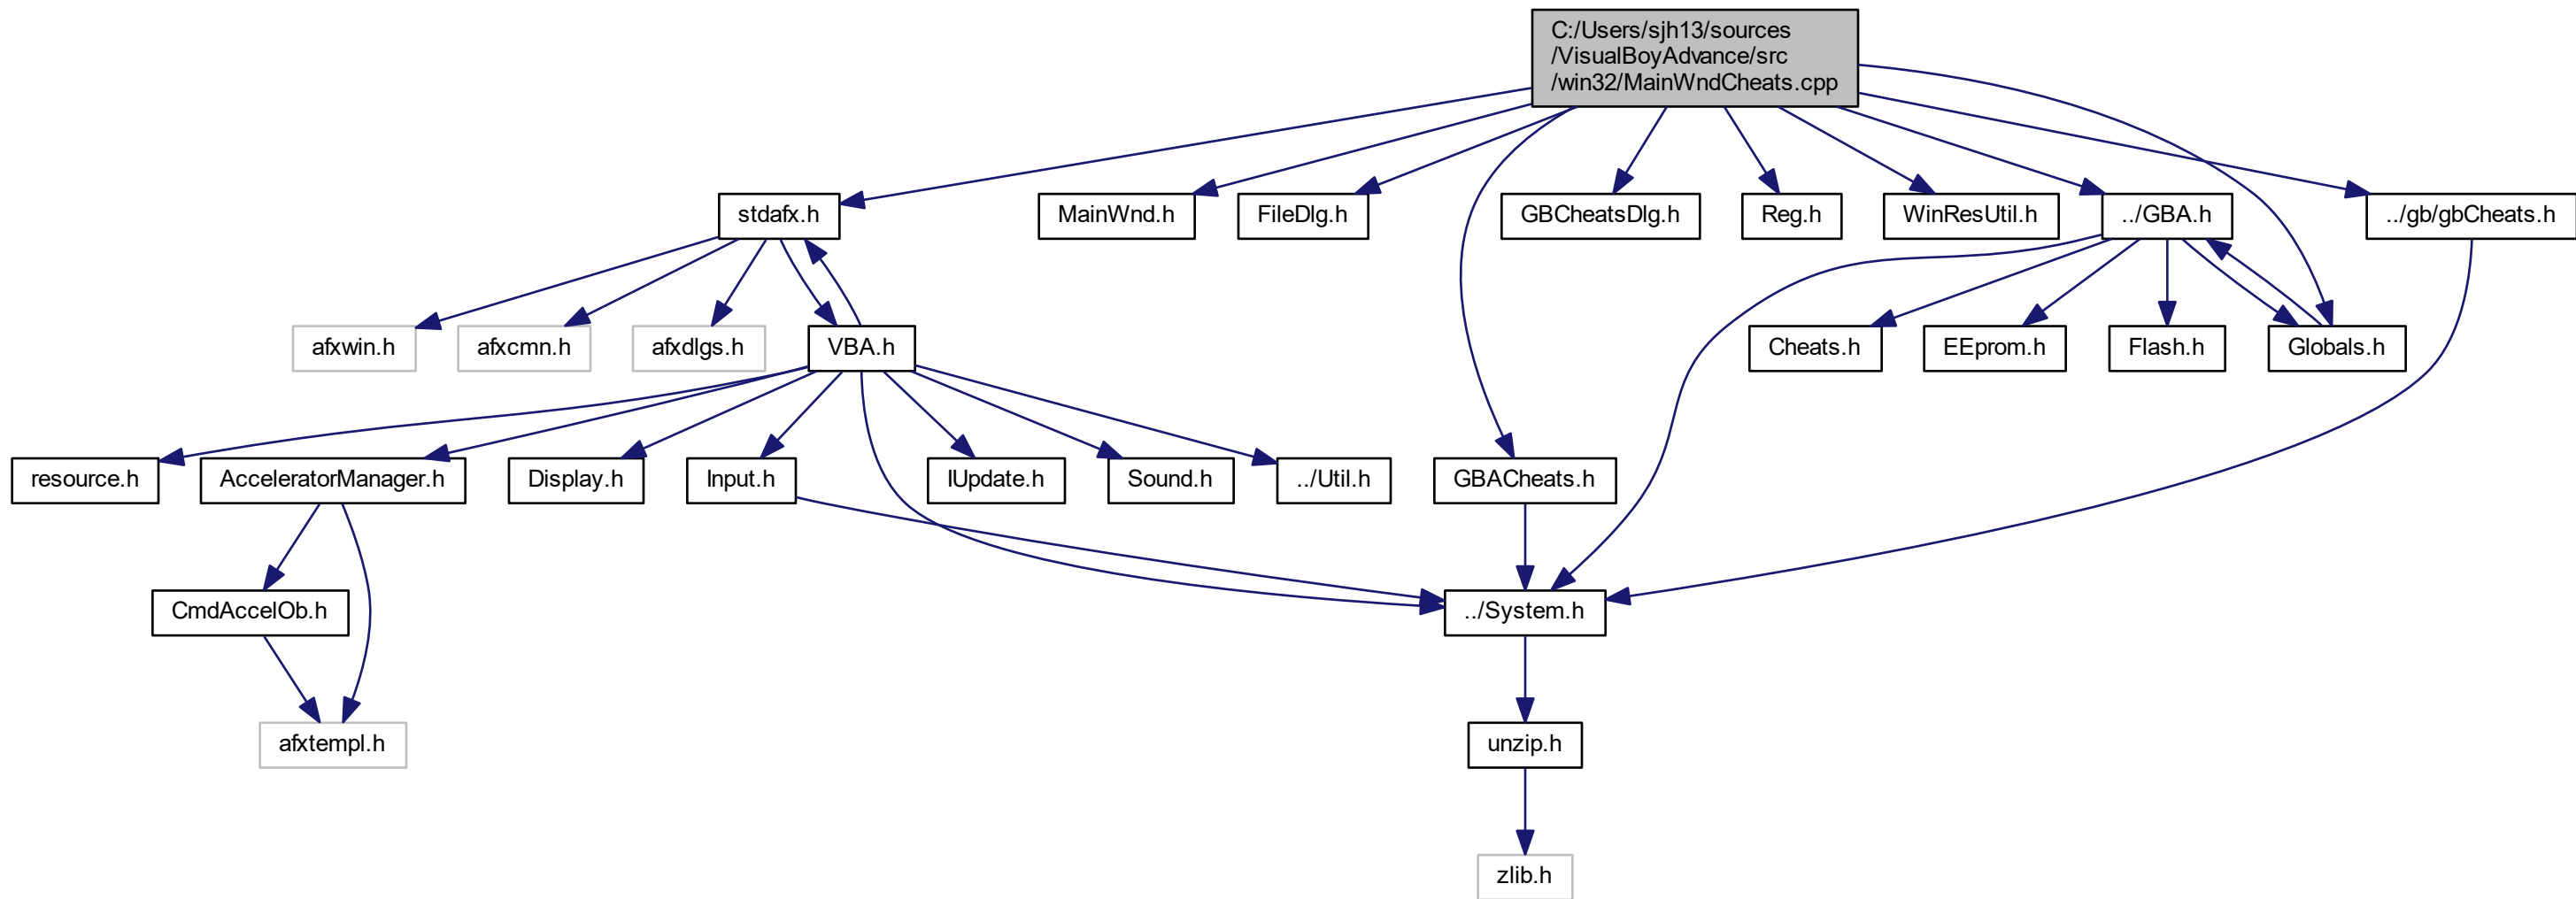 C:/Users/sjh13/sources
/VisualBoyAdvance/src
/win32/MainWndCheats.cpp
stdafx.h
MainWnd.h
FileDlg.h
GBCheatsDlg.h
Reg.h
WinResUtil.h
../GBA.h
../gb/gbCheats.h
afxwin.h
afxcmn.h
afxdlgs.h
VBA.h
Cheats.h
EEprom.h
Flash.h
Globals.h
resource.h
AcceleratorManager.h
Display.h
Input.h
IUpdate.h
Sound.h
../Util.h
GBACheats.h
CmdAccelOb.h
../System.h
afxtempl.h
unzip.h
zlib.h